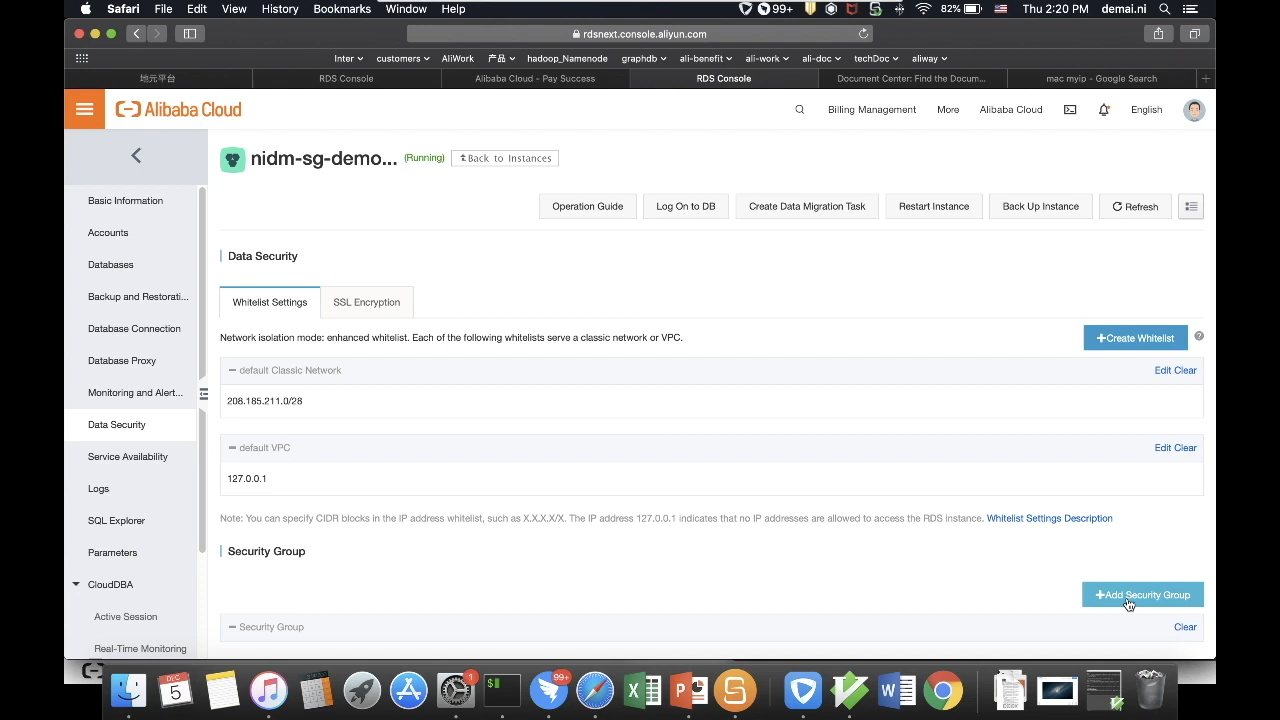 Safari File Edit View History Bookmarks Window Help 99+ 82% Thu 2:20 PM demai.ni
rdsnext.console.aliyun.com
Inter customers AliWork 产品 hadoop_Namenode graphdb ali-benefit ali-work ali-doc techDoc aliway
地元平台 RDS Console Alibaba Cloud - Pay Success RDS Console Document Center: Find the Docum... mac myip - Google Search
Alibaba Cloud Billing Management More Alibaba Cloud English
nidm-sg-demo... (Running) Back to Instances
Operation Guide Log On to DB Create Data Migration Task Restart Instance Back Up Instance Refresh
Basic Information
Accounts
Databases
Backup and Restorati...
Database Connection
Database Proxy
Monitoring and Alert...
Data Security
Service Availability
Logs
SQL Explorer
Parameters
CloudDBA
Active Session
Real-Time Monitoring
Data Security
Whitelist Settings SSL Encryption
Network isolation mode: enhanced whitelist. Each of the following whitelists serve a classic network or VPC.
+Create Whitelist
default Classic Network Edit Clear
208.185.211.0/28
default VPC Edit Clear
127.0.0.1
Note: You can specify CIDR blocks in the IP address whitelist, such as X.X.X.X/X. The IP address 127.0.0.1 indicates that no IP addresses are allowed to access the RDS instance. Whitelist Settings Description
Security Group
+Add Security Group
Security Group Clear
DEC
5
1
99+